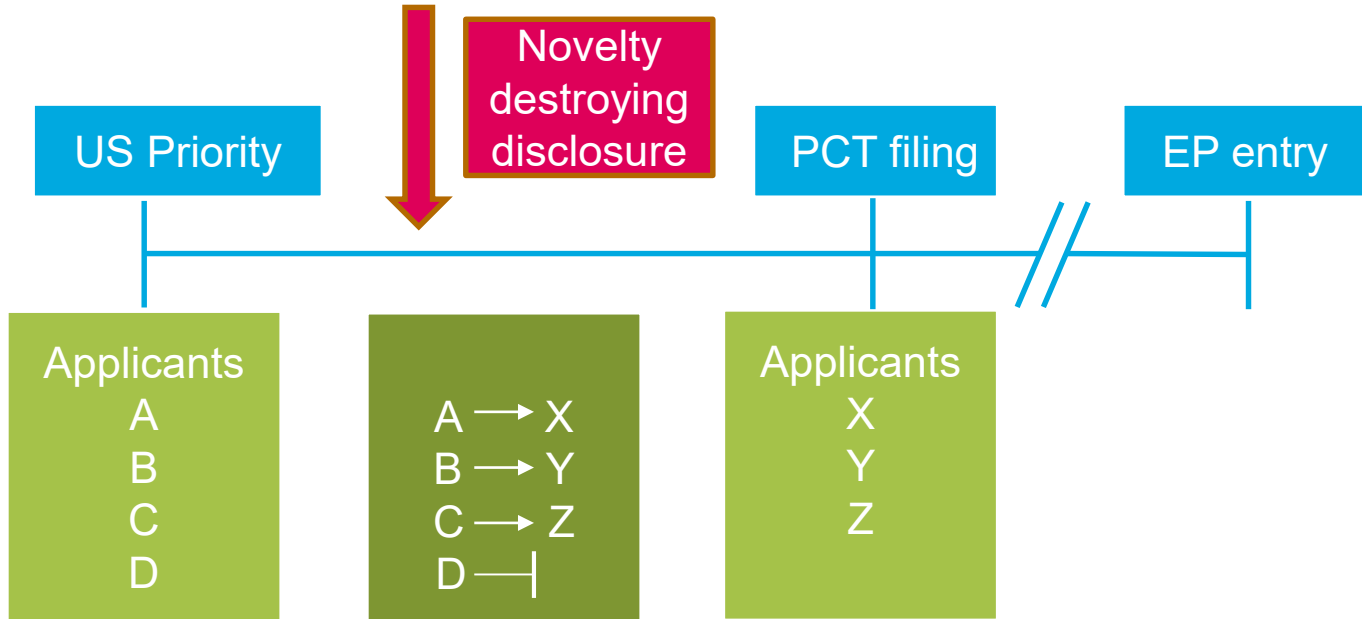 Novelty
destroying
disclosure
US Priority
PCT filing
EP entry
Applicants
A
B
C
D
A → X
B → Y
C → Z
D
Applicants
X
Y
Z